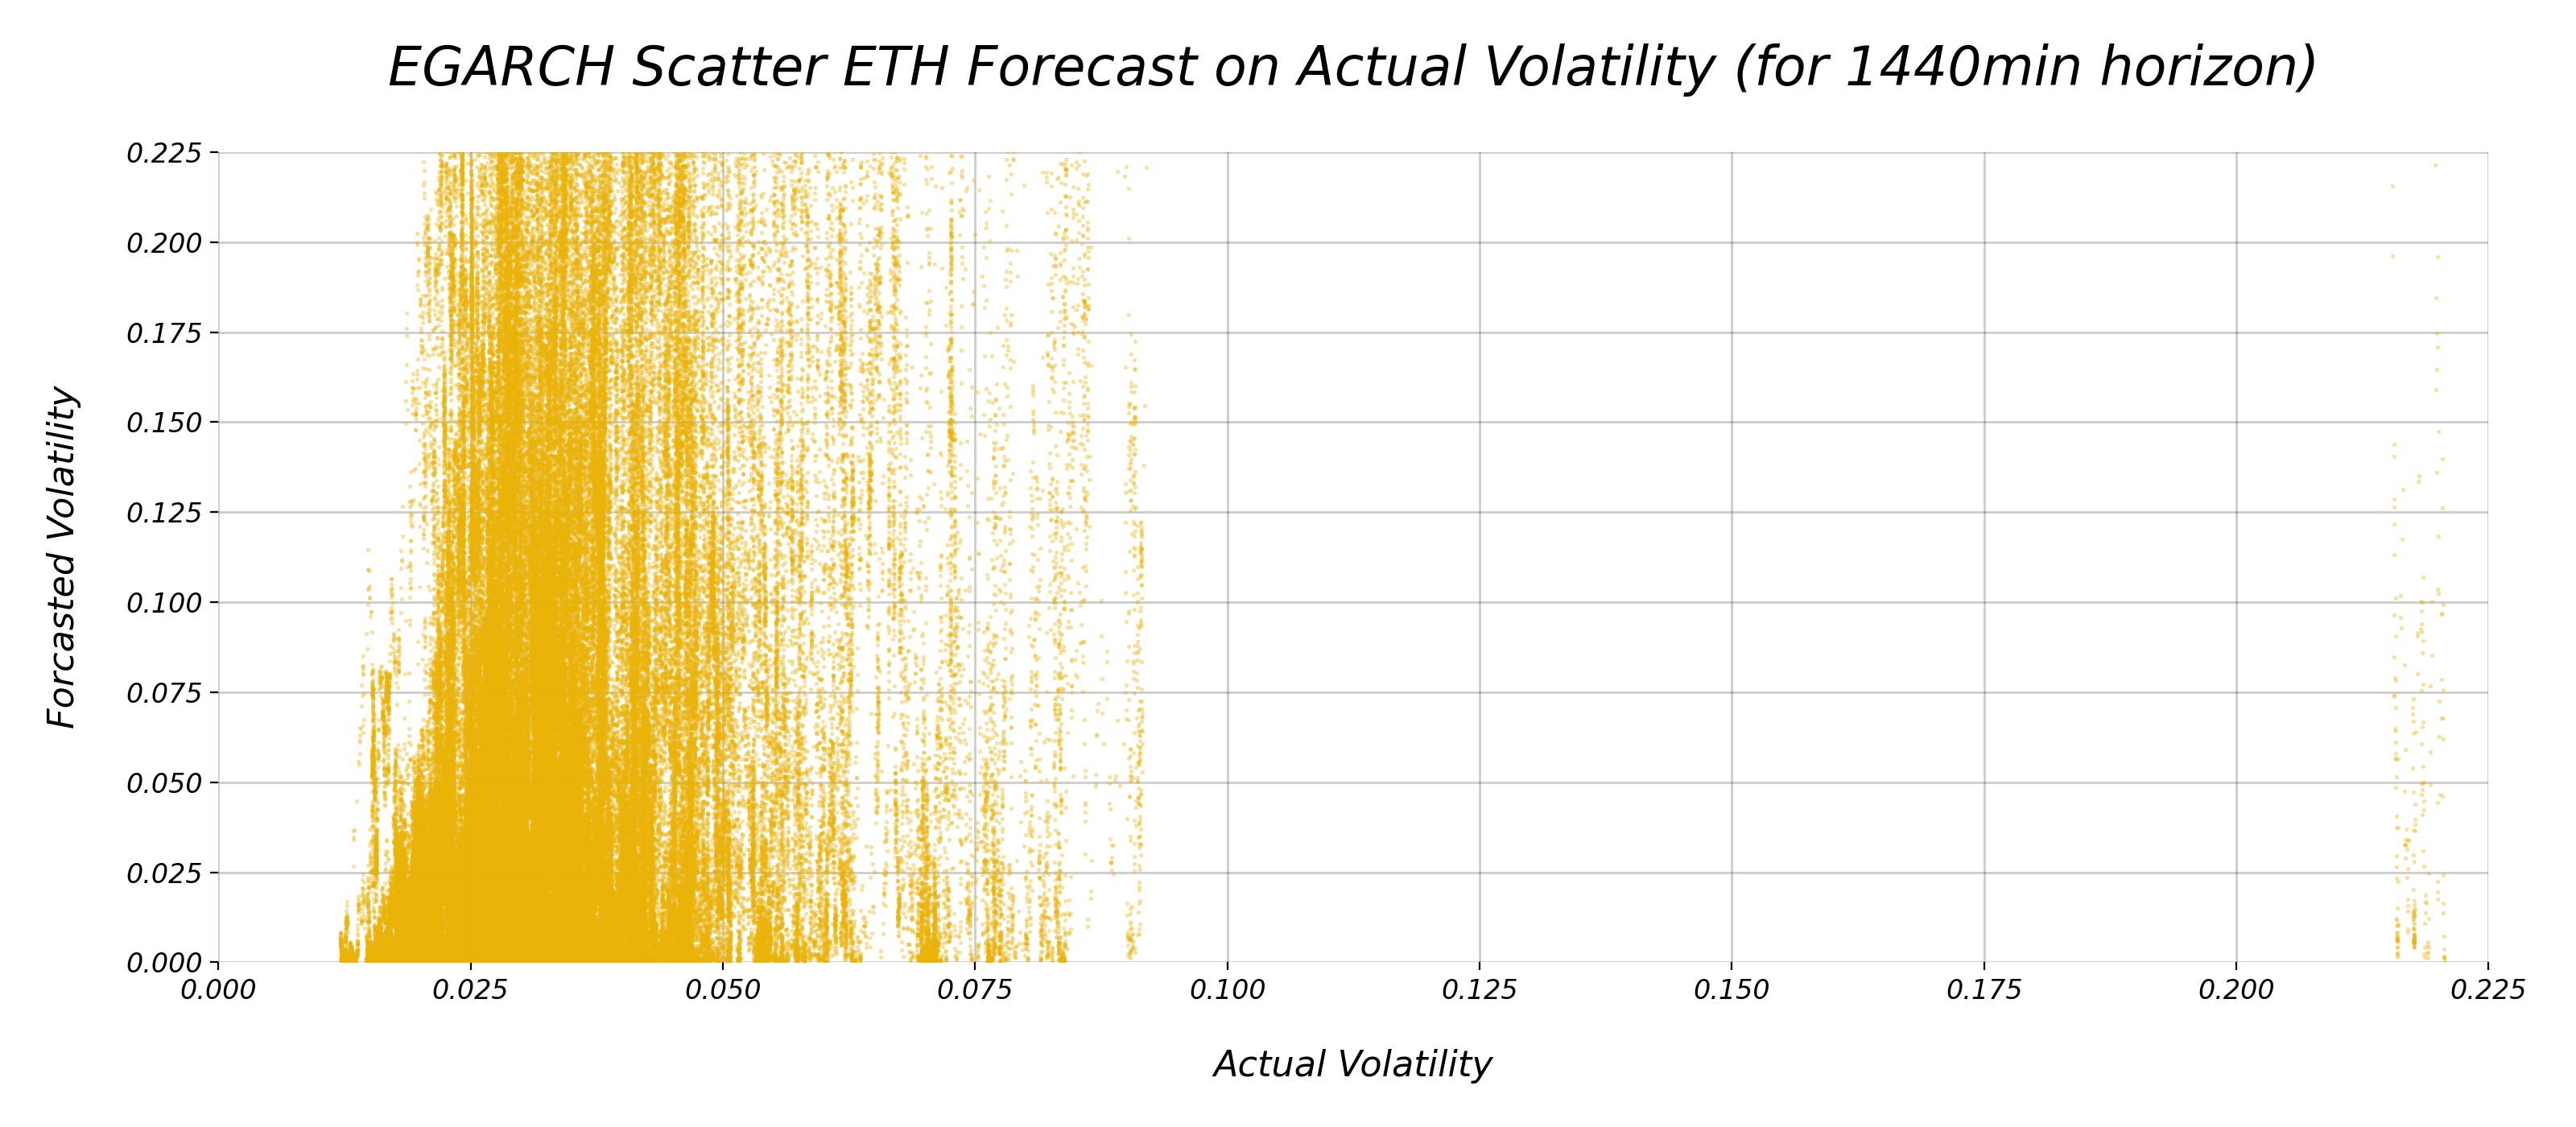 EGARCH Scatter ETH Forecast on Actual Volatility (for 1440min horizon)
0.225
0.200
0.175
0.150
0.125
0.100
0.075
0.050
0.025
0.000
Forcasted Volatility
0.000 0.025 0.050 0.075 0.100 0.125 0.150 0.175 0.200 0.225
Actual Volatility